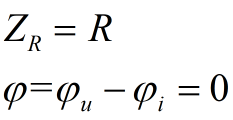 Z_R = R
φ=φ_u − φ_i = 0